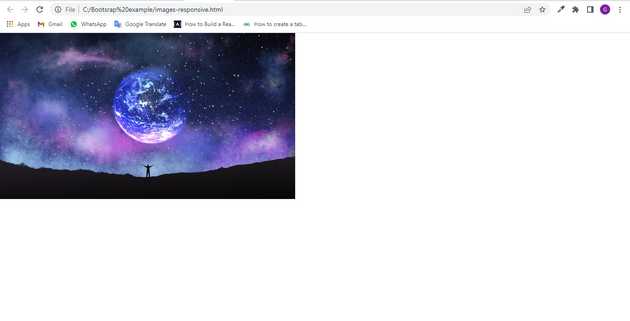 File C:/Bootsrap%20example/images-responsive.html
G
Apps Gmail WhatsApp Google Translate How to Build a Rea... How to create a tab...